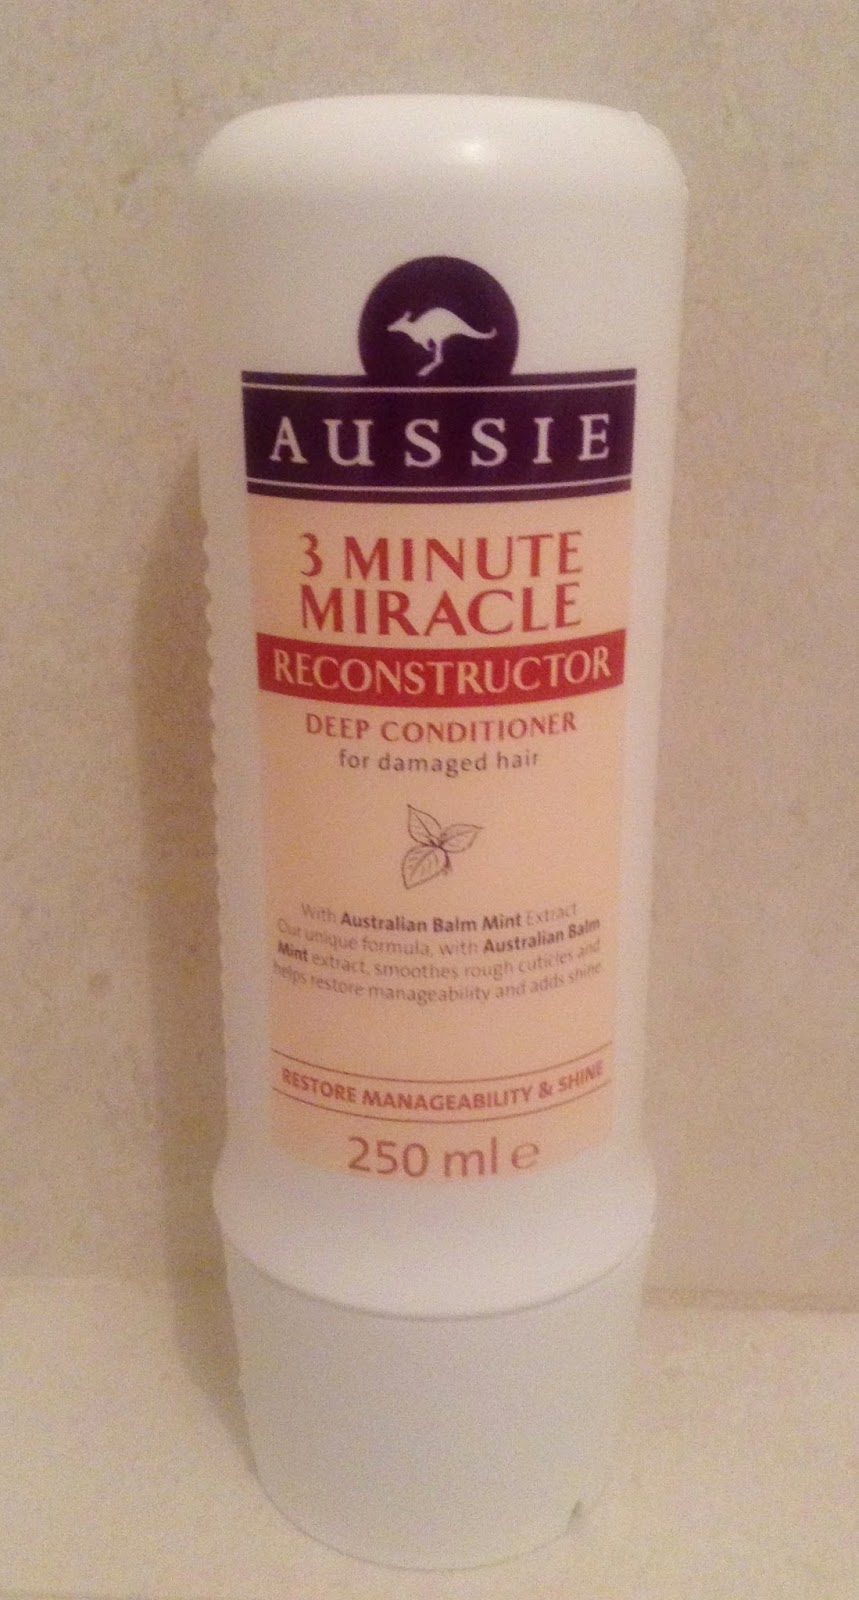 AUSSIE
3 MINUTE
MIRACLE
RECONSTRUCTOR
DEEP CONDITIONER
for damaged hair
With Australian Balm Mint Extract
Our unique formula, with Australian Balm
Mint extract, smoothes rough cuticles and
helps restore manageability and adds shine
RESTORE MANAGEABILITY & SHINE
250 ml ℮